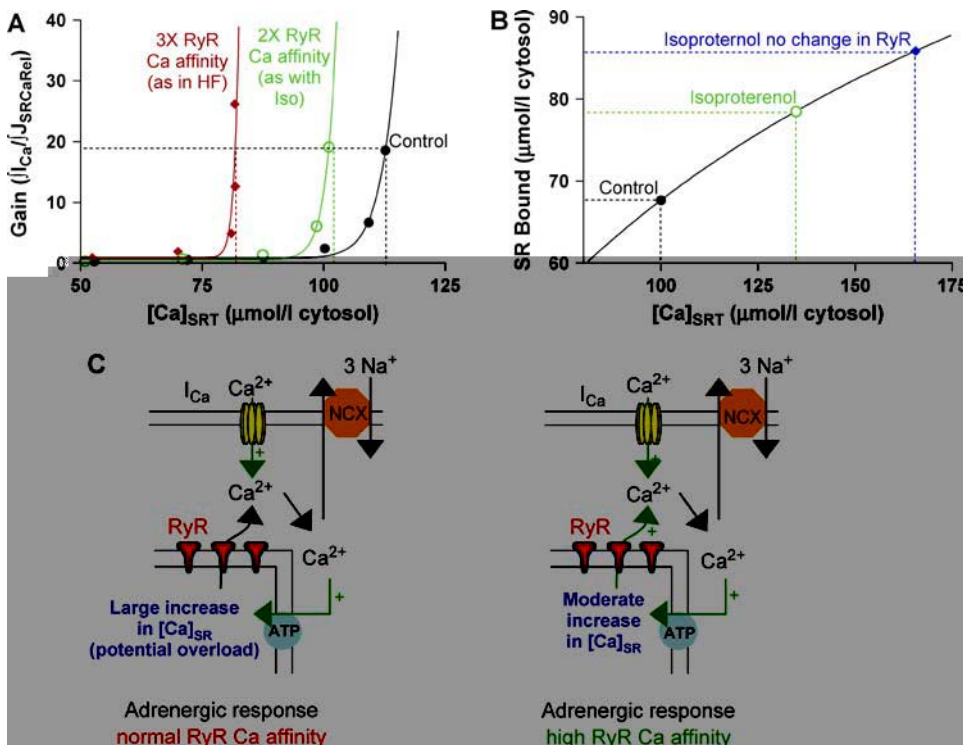 A
40
30
20
10
0
Gain (∫I_Ca/∫J_SRCaRel)
3X RyR
Ca affinity
(as in HF)
2X RyR
Ca affinity
(as with
Iso)
Control
50
75
100
125
[Ca]SRT (μmol/l cytosol)
B
90
80
70
60
SR Bound (μmol/l cytosol)
Isoproternol no change in RyR
Isoproterenol
Control
100
125
150
175
[Ca]SRT (μmol/l cytosol)
C
3 Na⁺
I_Ca
Ca²⁺
NCX
Ca²⁺
RyR
Ca²⁺
+
+
Large increase
in [Ca]SR
(potential overload)
ATP
Adrenergic response
normal RyR Ca affinity
3 Na⁺
I_Ca
Ca²⁺
NCX
+
Ca²⁺
RyR
+
Ca²⁺
+
Moderate
increase
in [Ca]SR
ATP
Adrenergic response
high RyR Ca affinity